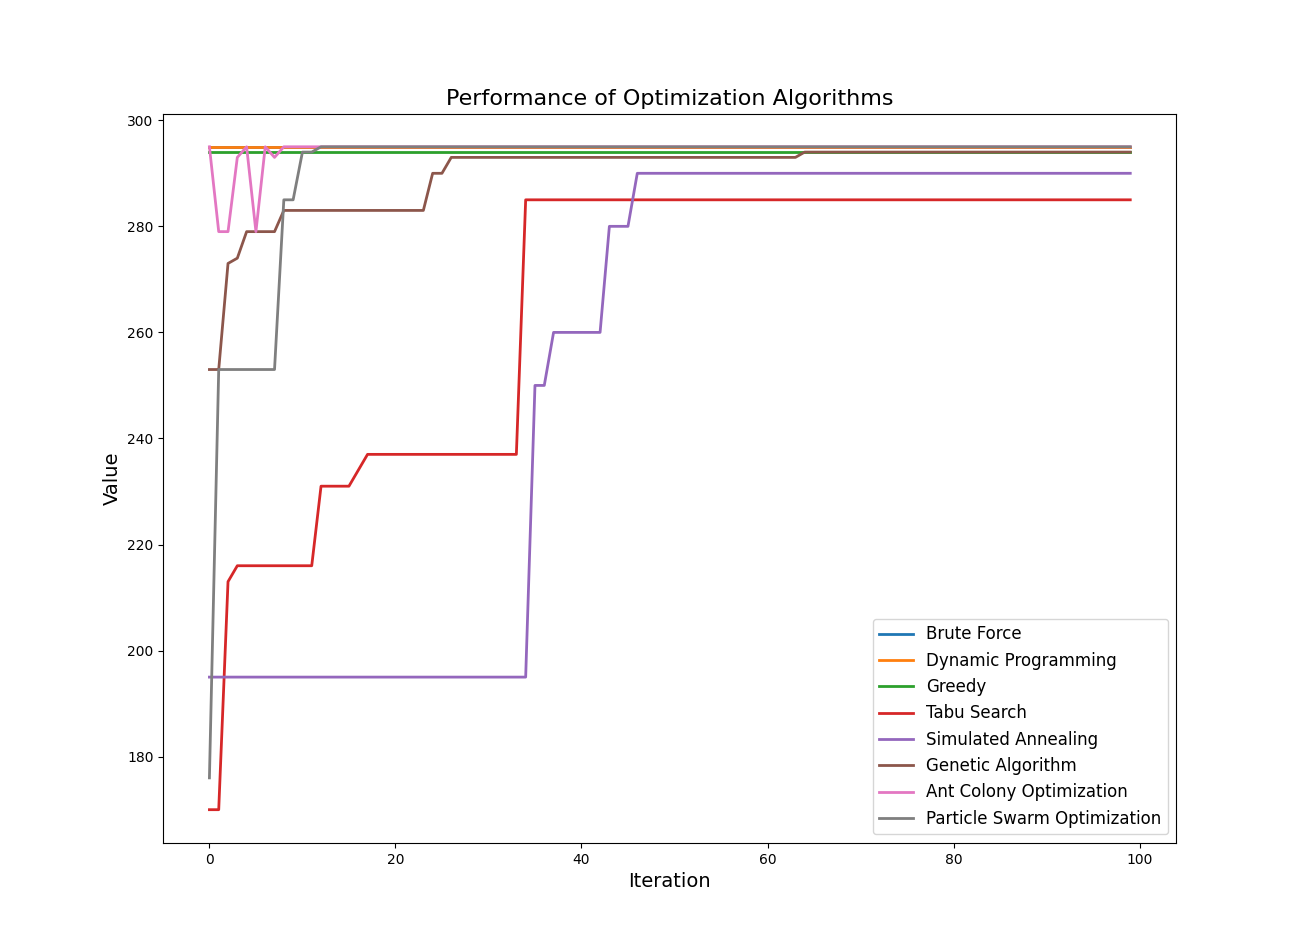 Performance of Optimization Algorithms
300
280
260
240
220
200
180
Value
0 20 40 60 80 100
Iteration
Brute Force
Dynamic Programming
Greedy
Tabu Search
Simulated Annealing
Genetic Algorithm
Ant Colony Optimization
Particle Swarm Optimization